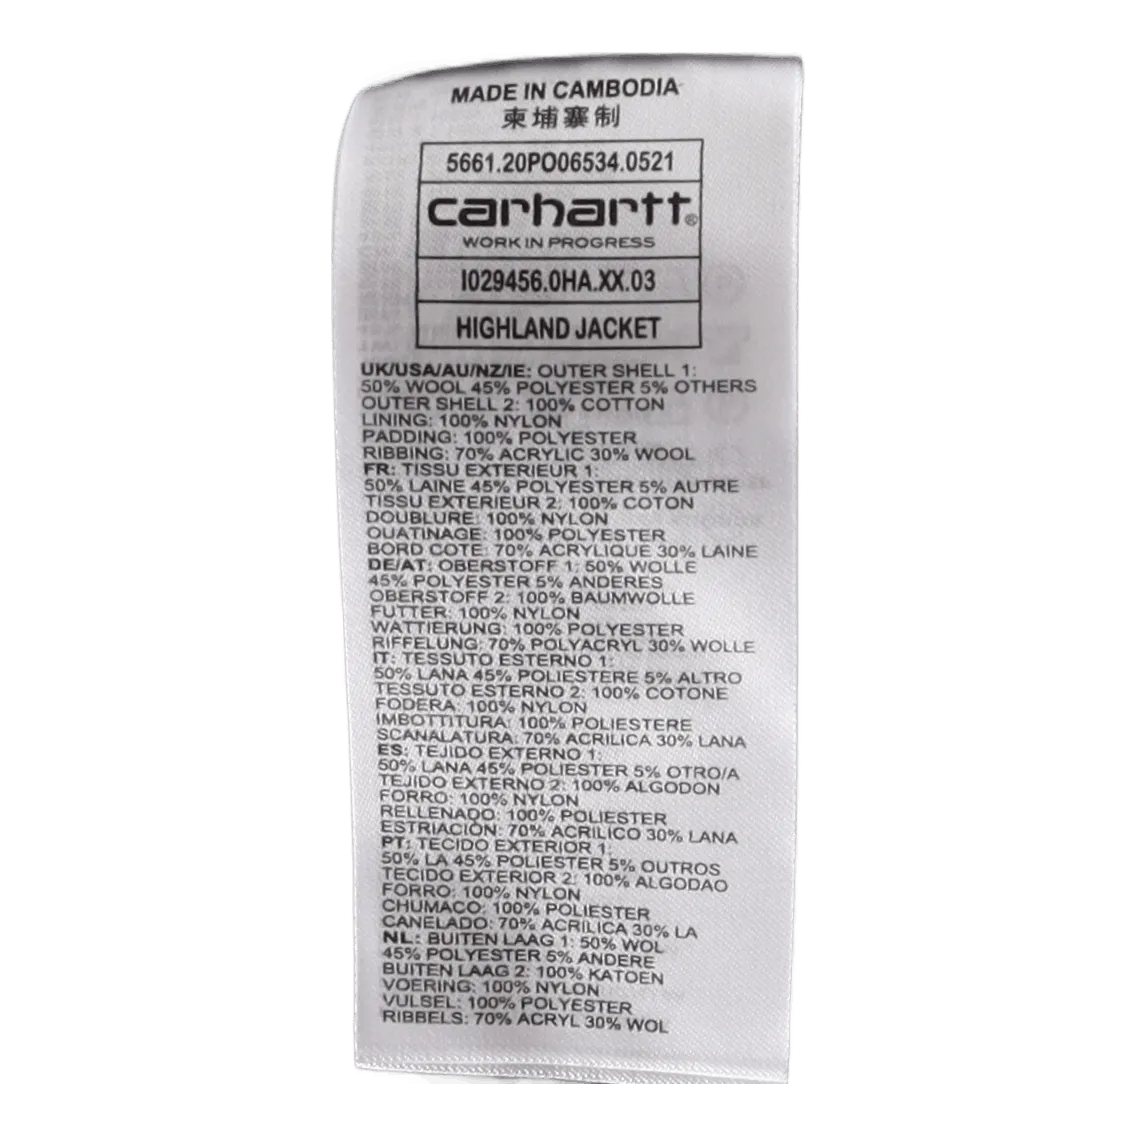 MADE IN CAMBODIA
柬埔寨制
5661.20PO06534.0521
carhartt®
WORK IN PROGRESS
I029456.0HA.XX.03
HIGHLAND JACKET
UK/USA/AU/NZ/IE: OUTER SHELL 1:
50% WOOL 45% POLYESTER 5% OTHERS
OUTER SHELL 2: 100% COTTON
LINING: 100% NYLON
PADDING: 100% POLYESTER
RIBBING: 70% ACRYLIC 30% WOOL
FR: TISSU EXTERIEUR 1:
50% LAINE 45% POLYESTER 5% AUTRE
TISSU EXTERIEUR 2: 100% COTON
DOUBLURE: 100% NYLON
OUATINAGE: 100% POLYESTER
BORD COTE: 70% ACRYLIQUE 30% LAINE
DE/AT: OBERSTOFF 1: 50% WOLLE
45% POLYESTER 5% ANDERES
OBERSTOFF 2: 100% BAUMWOLLE
FUTTER: 100% NYLON
WATTIERUNG: 100% POLYESTER
RIFFELUNG: 70% POLYACRYL 30% WOLLE
IT: TESSUTO ESTERNO 1:
50% LANA 45% POLIESTERE 5% ALTRO
TESSUTO ESTERNO 2: 100% COTONE
FODERA: 100% NYLON
IMBOTTITURA: 100% POLIESTERE
SCANALATURA: 70% ACRILICA 30% LANA
ES: TEJIDO EXTERNO 1:
50% LANA 45% POLIESTER 5% OTRO/A
TEJIDO EXTERNO 2: 100% ALGODON
FORRO: 100% NYLON
RELLENADO: 100% POLIESTER
ESTRIACIÒN: 70% ACRILICO 30% LANA
PT: TECIDO EXTERIOR 1:
50% LA 45% POLIESTER 5% OUTROS
TECIDO EXTERIOR 2: 100% ALGODAO
FORRO: 100% NYLON
CHUMACO: 100% POLIESTER
CANELADO: 70% ACRILICA 30% LA
NL: BUITEN LAAG 1: 50% WOL
45% POLYESTER 5% ANDERE
BUITEN LAAG 2: 100% KATOEN
VOERING: 100% NYLON
VULSEL: 100% POLYESTER
RIBBELS: 70% ACRYL 30% WOL